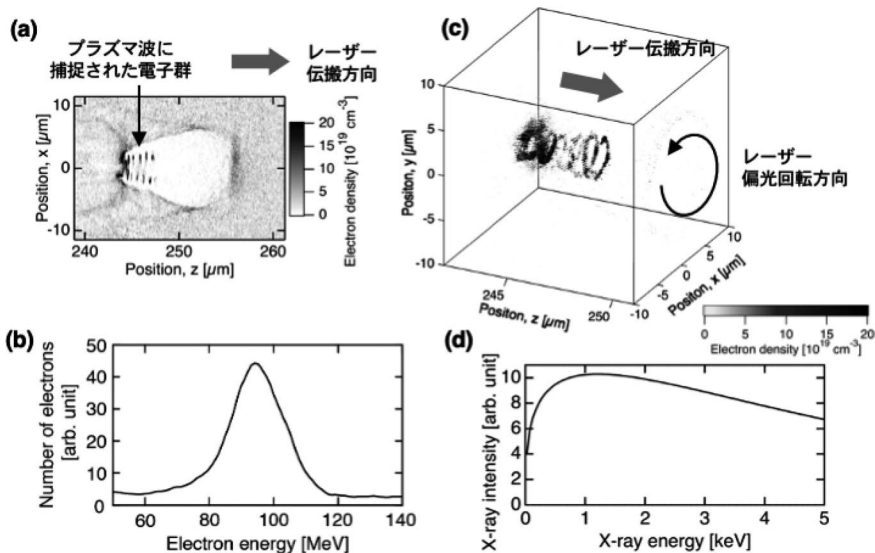 (a)
プラズマ波に
捕捉された電子群
レーザー
伝搬方向
10
0
-10
Position, x [µm]
240
250
260
Position, z [µm]
20
15
10
5
0
Electron density [10^19 cm^-3]
(c)
レーザー伝搬方向
10
5
0
-5
-10
Positon, y [µm]
レーザー
偏光回転方向
245
250
Positon, z [µm]
-10
-5
0
5
10
Positon, x [µm]
0 5 10 15 20
Electron density [10^19 cm^-3]
(b)
50
40
30
20
10
0
Number of electrons
[arb. unit]
60 80 100 120 140
Electron energy [MeV]
(d)
10
8
6
4
2
0
X-ray intensity [arb. unit]
0 1 2 3 4 5
X-ray energy [keV]